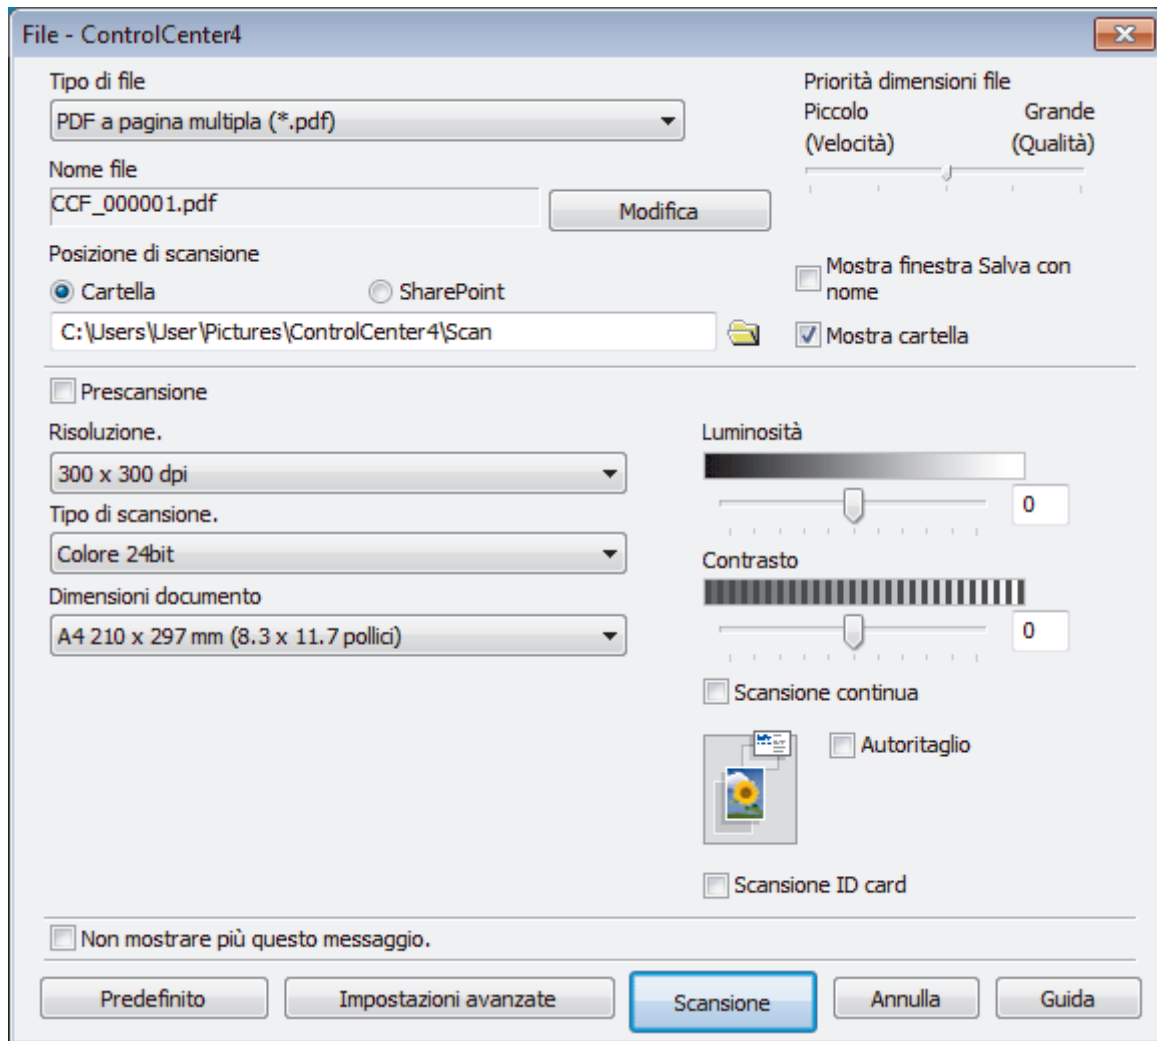 File - ControlCenter4
Tipo di file
PDF a pagina multipla (*.pdf)
Priorità dimensioni file
Piccolo Grande
(Velocità) (Qualità)
Nome file
CCF_000001.pdf
Modifica
Posizione di scansione
Cartella SharePoint
C:\Users\User\Pictures\ControlCenter4\Scan
Mostra finestra Salva con
nome
Mostra cartella
Prescansione
Risoluzione.
300 x 300 dpi
Tipo di scansione.
Colore 24bit
Dimensioni documento
A4 210 x 297 mm (8.3 x 11.7 pollici)
Luminosità
0
Contrasto
0
Scansione continua
Autoritaglio
Scansione ID card
Non mostrare più questo messaggio.
Predefinito Impostazioni avanzate Scansione Annulla Guida